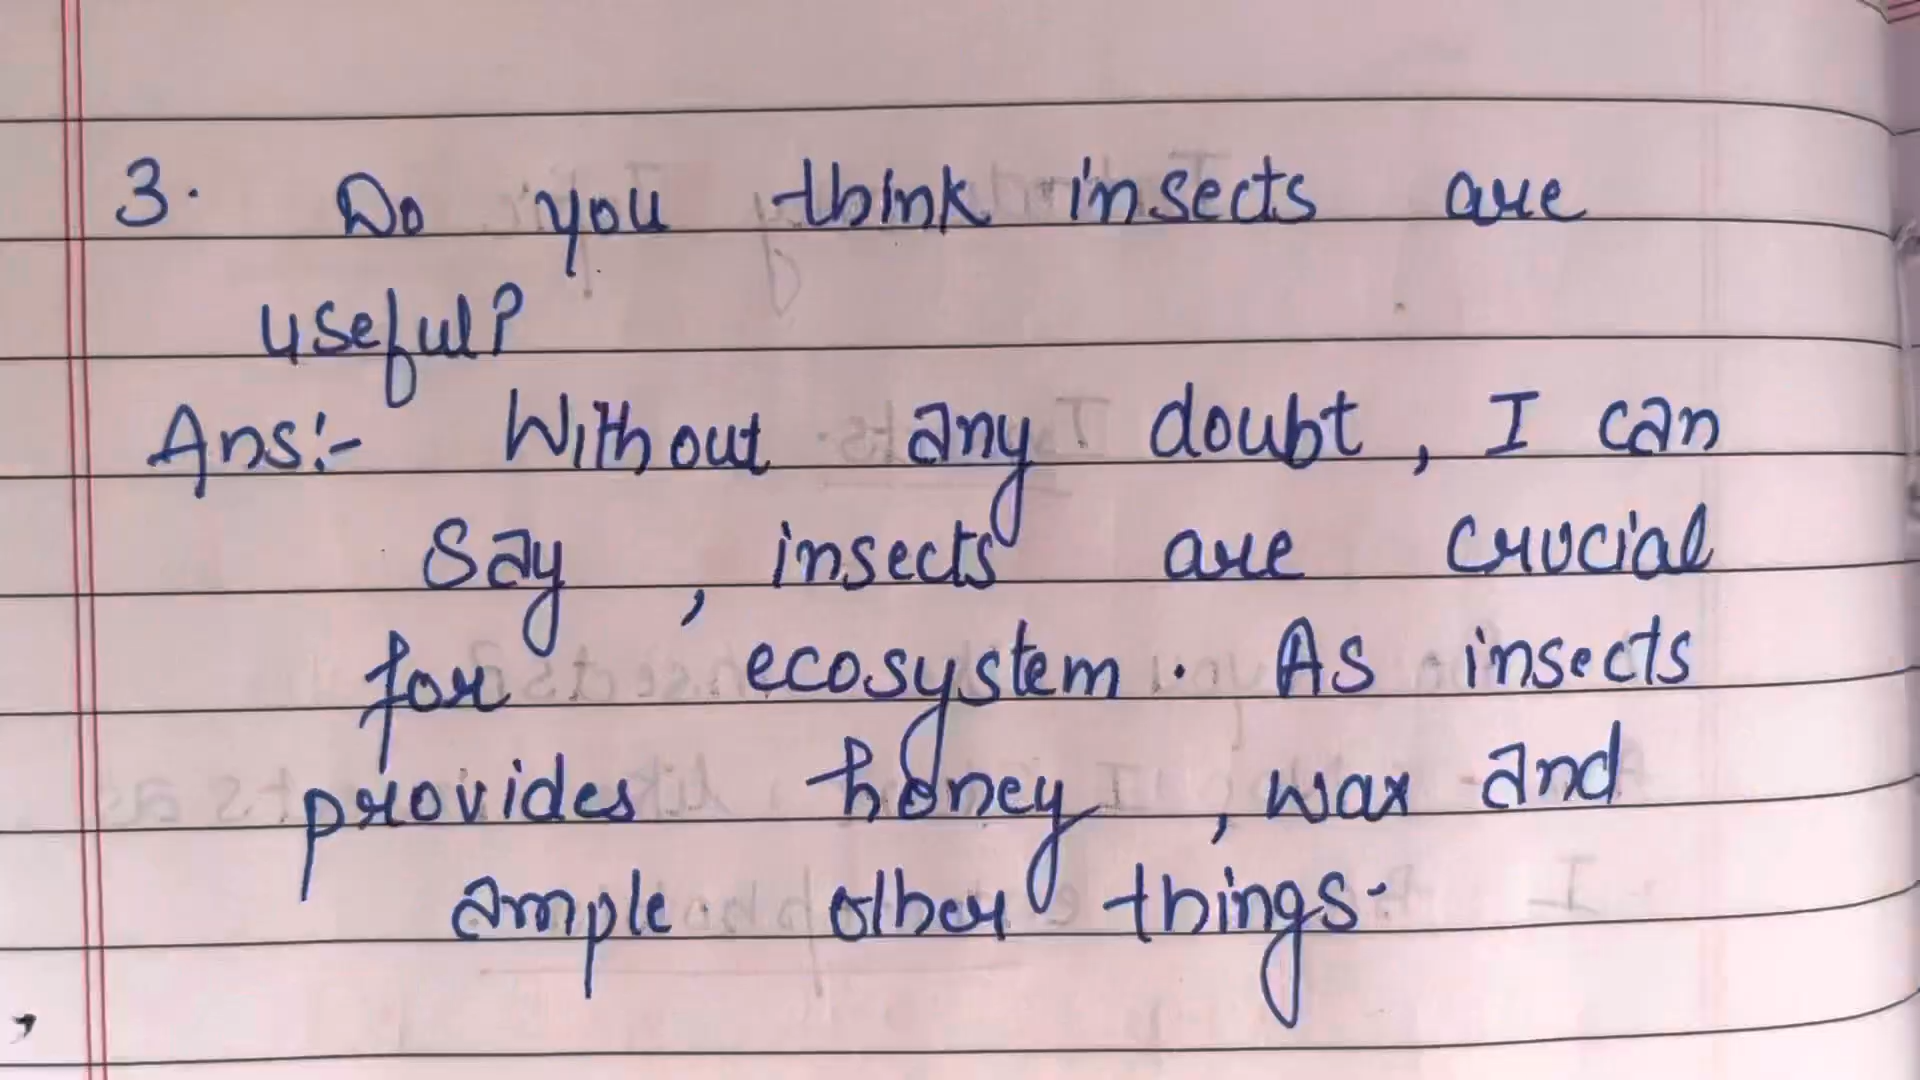 3. Do you think insects are
useful?
Ans:- Without any doubt, I can
say, insects are crucial
for ecosystem. As insects
provides honey, wax and
ample other things.